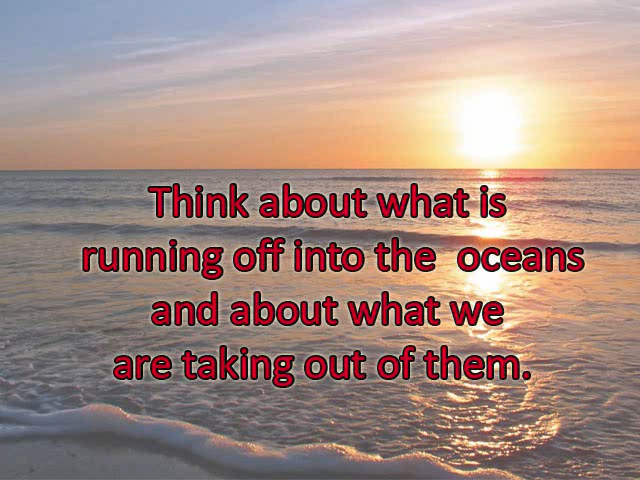 Think about what is
running off into the  oceans
and about what we
are taking out of them.